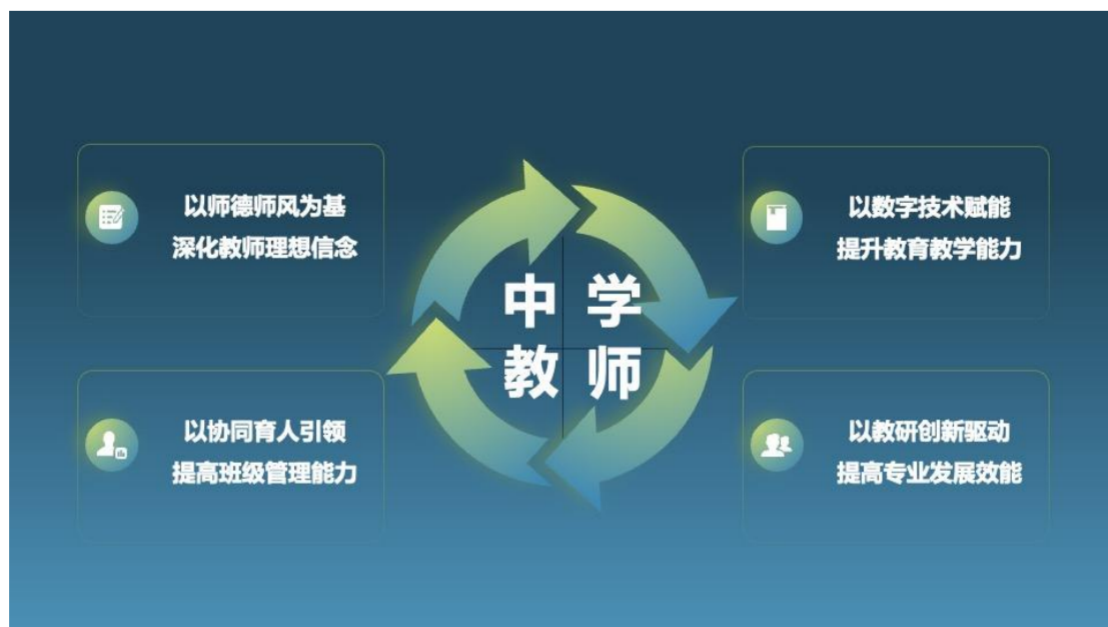 以师德师风为基
深化教师理想信念
以数字技术赋能
提升教育教学能力
中学
教师
以协同育人引领
提高班级管理能力
以教研创新驱动
提高专业发展效能